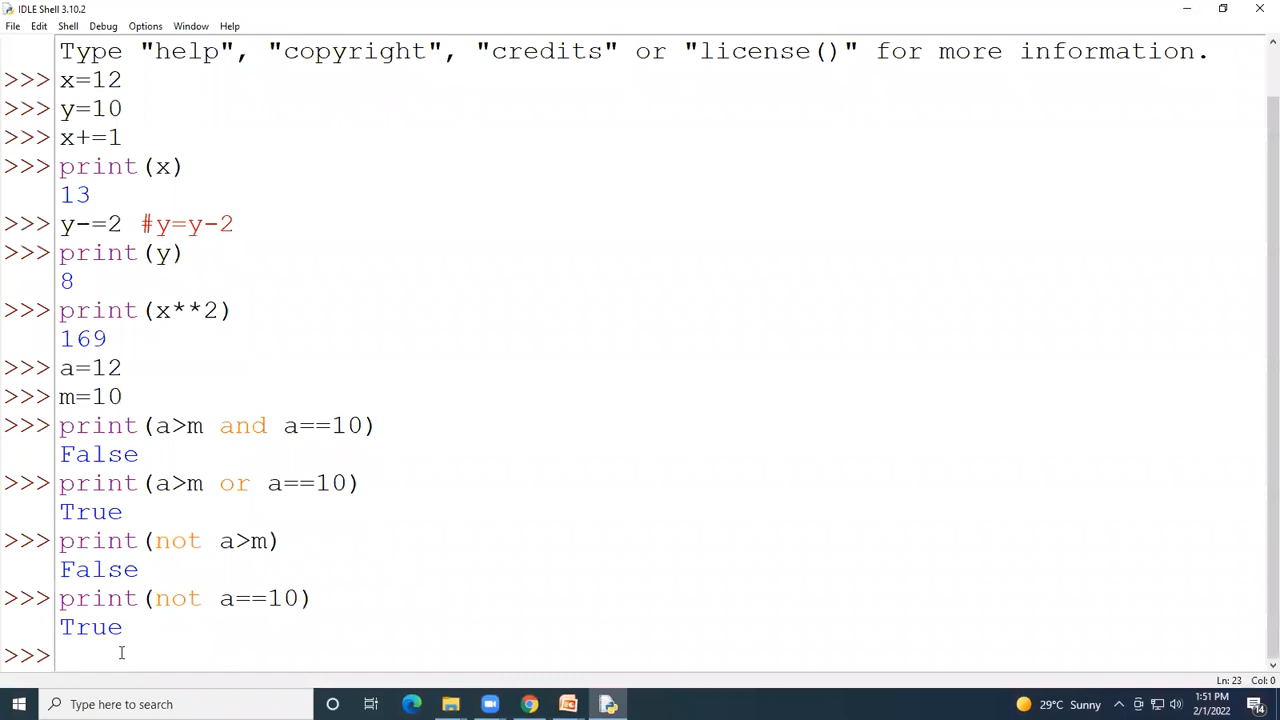 IDLE Shell 3.10.2
File Edit Shell Debug Options Window Help
Type "help", "copyright", "credits" or "license()" for more information.
>>> x=12
>>> y=10
>>> x+=1
>>> print(x)
13
>>> y-=2 #y=y-2
>>> print(y)
8
>>> print(x**2)
169
>>> a=12
>>> m=10
>>> print(a>m and a==10)
False
>>> print(a>m or a==10)
True
>>> print(not a>m)
False
>>> print(not a==10)
True
>>>
Ln: 23 Col: 0
Type here to search
29°C Sunny
1:51 PM
2/1/2022
14